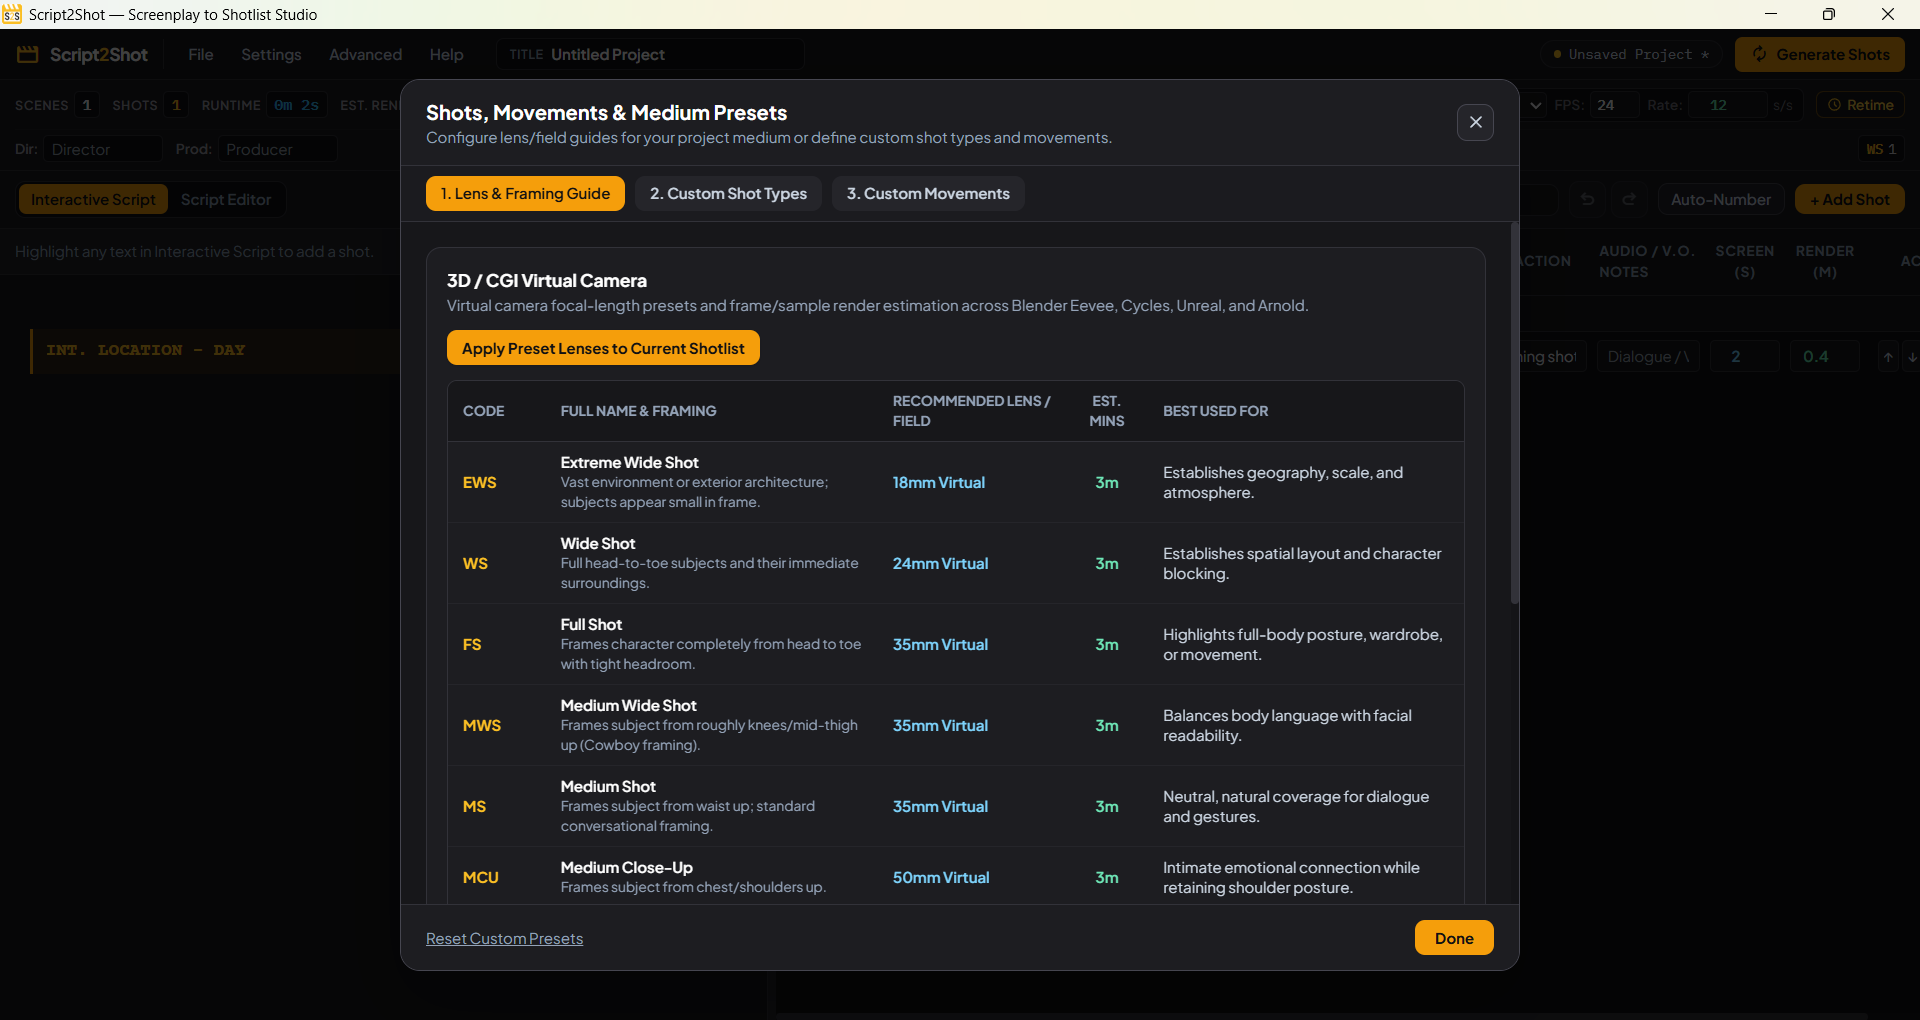 Script2Shot — Screenplay to Shotlist Studio
Script2Shot File Settings Advanced Help TITLE Untitled Project Unsaved Project * Generate Shots
SCENES 1 SHOTS 1 RUNTIME 0m 2s EST. REN FPS: 24 Rate: 12 s/s Retime
Dir: Director Prod: Producer WS 1
Interactive Script Script Editor Auto-Number + Add Shot
Highlight any text in Interactive Script to add a shot.
CTION AUDIO / V.O. NOTES SCREEN (S) RENDER (M) AC
INT. LOCATION - DAY
ning shot Dialogue / \ 2 0.4 ↑ ↓
Shots, Movements & Medium Presets
Configure lens/field guides for your project medium or define custom shot types and movements.
1. Lens & Framing Guide 2. Custom Shot Types 3. Custom Movements
3D / CGI Virtual Camera
Virtual camera focal-length presets and frame/sample render estimation across Blender Eevee, Cycles, Unreal, and Arnold.
Apply Preset Lenses to Current Shotlist
CODE FULL NAME & FRAMING RECOMMENDED LENS / FIELD EST. MINS BEST USED FOR
EWS
Extreme Wide Shot
Vast environment or exterior architecture;
subjects appear small in frame.
18mm Virtual
3m
Establishes geography, scale, and
atmosphere.
WS
Wide Shot
Full head-to-toe subjects and their immediate
surroundings.
24mm Virtual
3m
Establishes spatial layout and character
blocking.
FS
Full Shot
Frames character completely from head to toe
with tight headroom.
35mm Virtual
3m
Highlights full-body posture, wardrobe,
or movement.
MWS
Medium Wide Shot
Frames subject from roughly knees/mid-thigh
up (Cowboy framing).
35mm Virtual
3m
Balances body language with facial
readability.
MS
Medium Shot
Frames subject from waist up; standard
conversational framing.
35mm Virtual
3m
Neutral, natural coverage for dialogue
and gestures.
MCU
Medium Close-Up
Frames subject from chest/shoulders up.
50mm Virtual
3m
Intimate emotional connection while
retaining shoulder posture.
Reset Custom Presets
Done